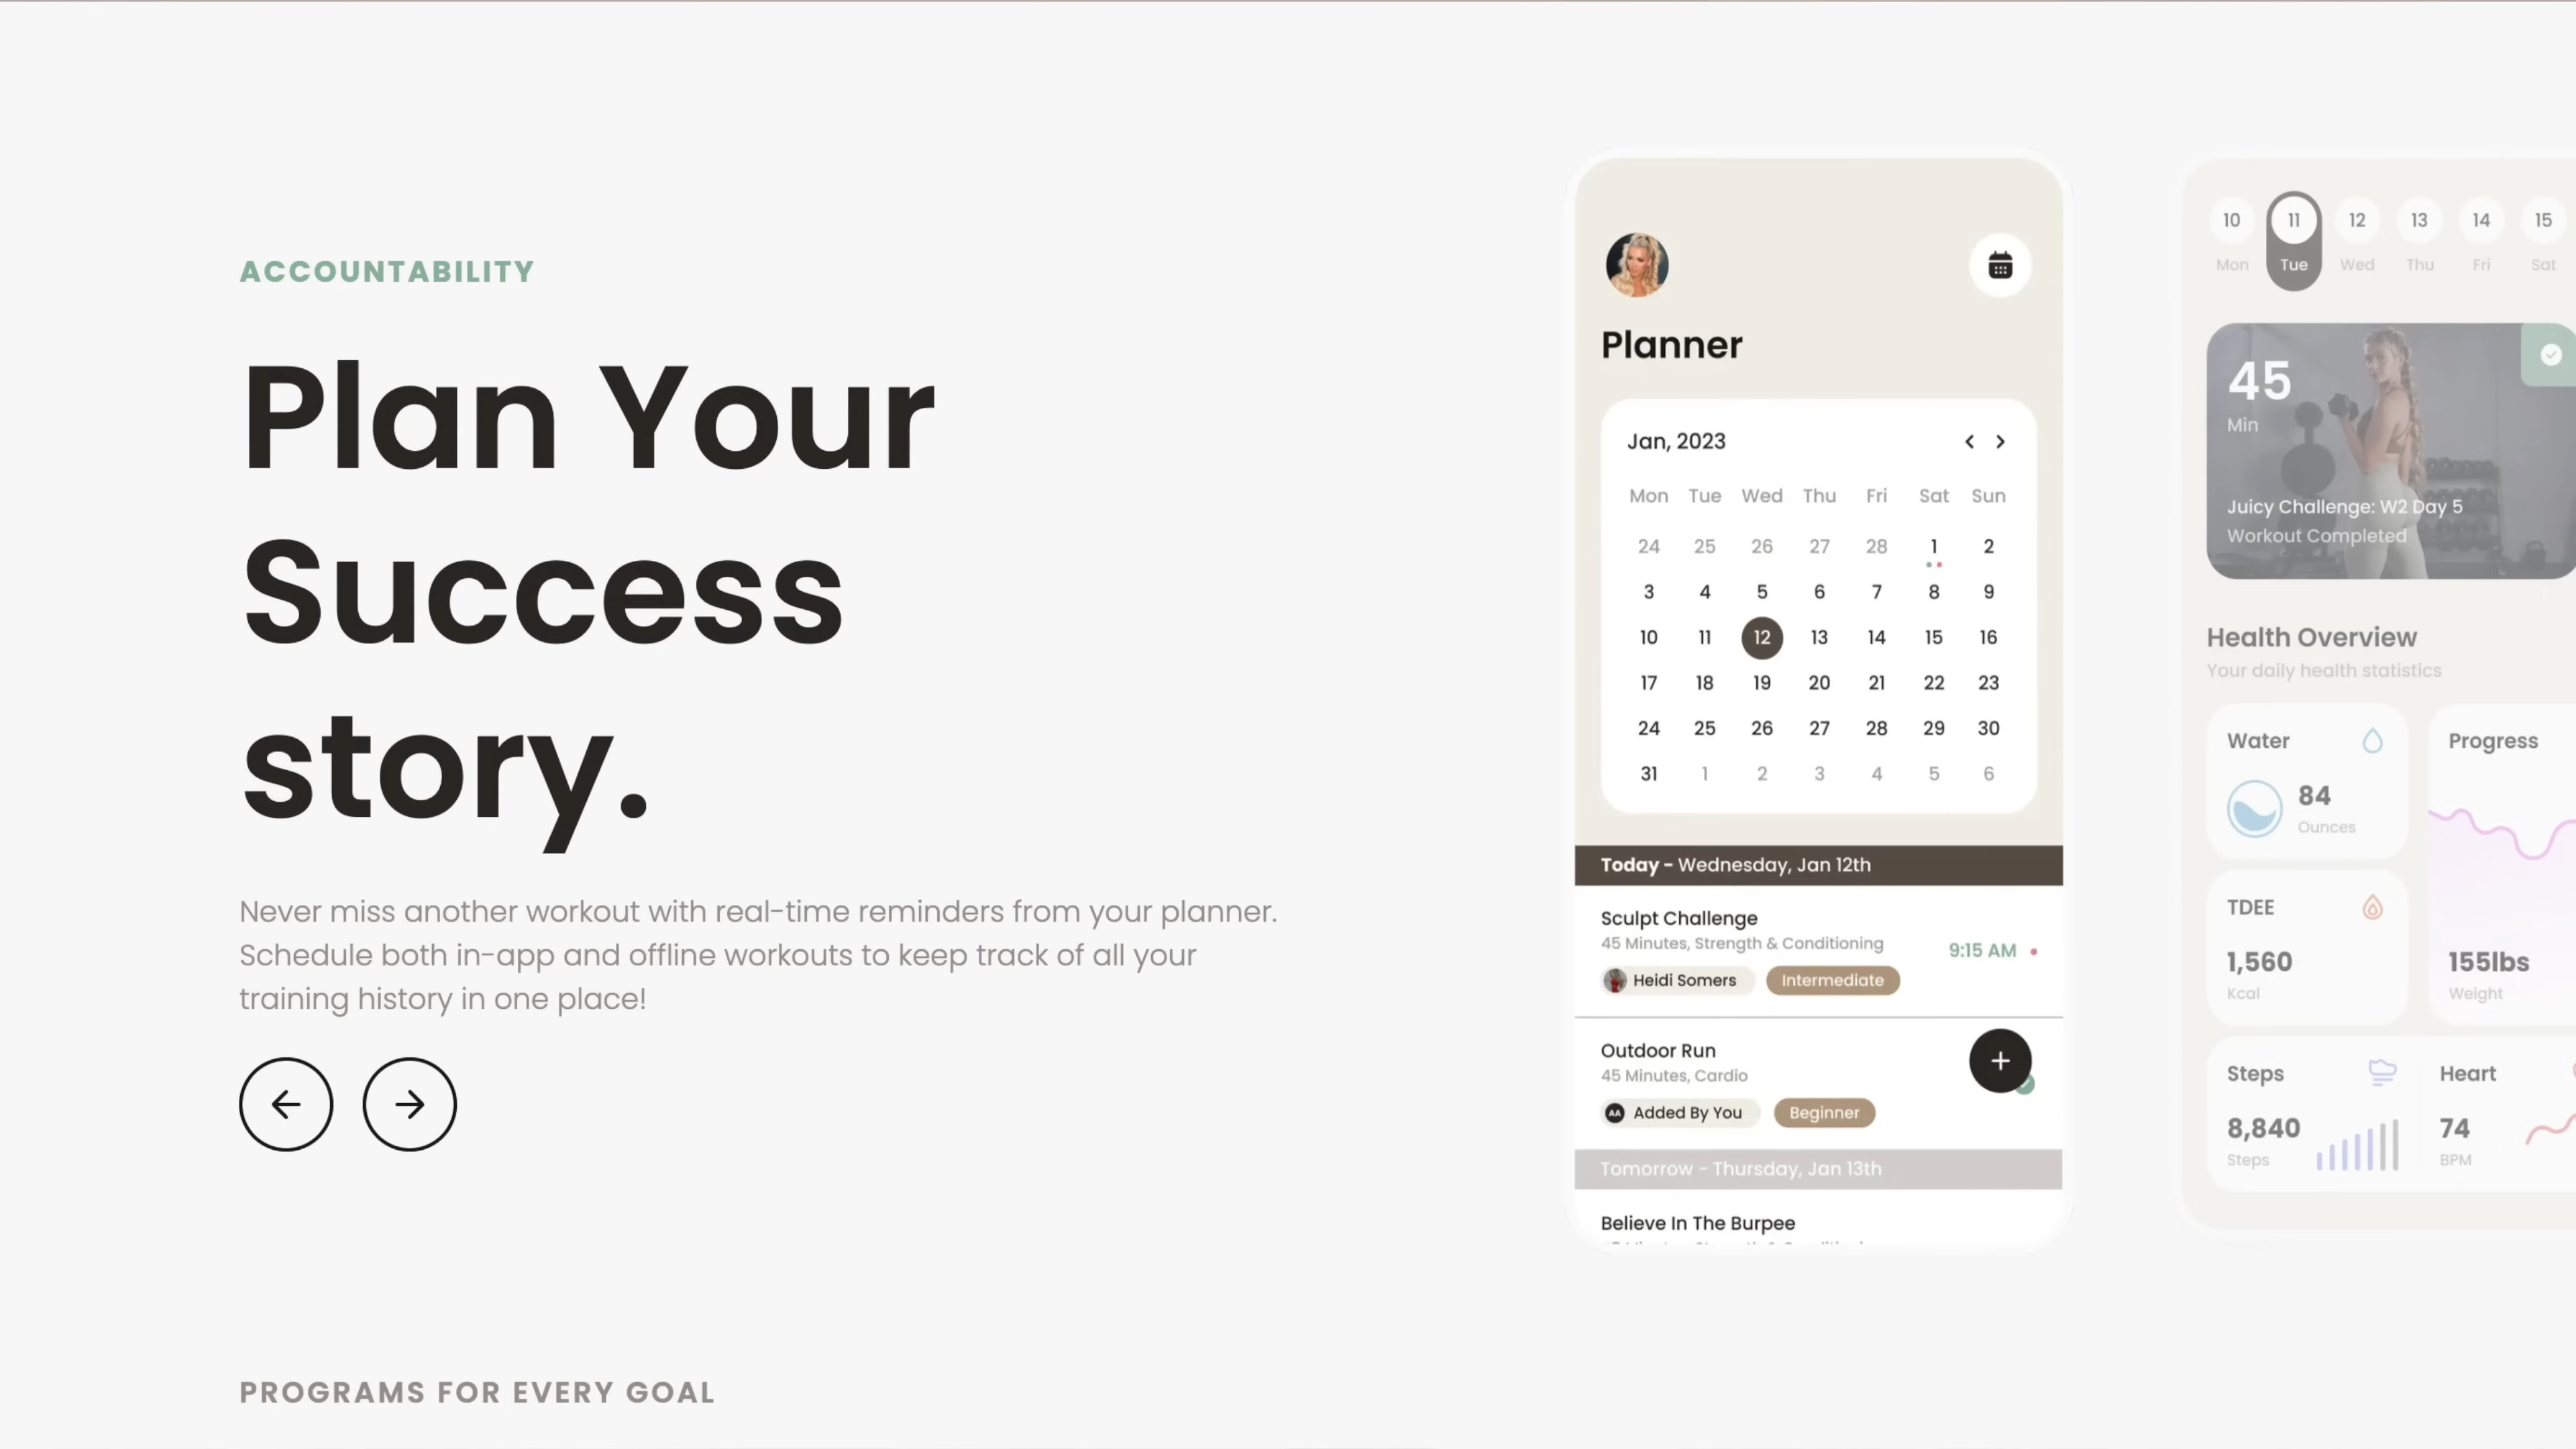 ACCOUNTABILITY
Plan Your
Success
story.
Never miss another workout with real-time reminders from your planner.
Schedule both in-app and offline workouts to keep track of all your
training history in one place!
Planner
Jan, 2023
Mon Tue Wed Thu Fri Sat Sun
24 25 26 27 28 1 2
3 4 5 6 7 8 9
10 11 12 13 14 15 16
17 18 19 20 21 22 23
24 25 26 27 28 29 30
31 1 2 3 4 5 6
Today - Wednesday, Jan 12th
Sculpt Challenge
45 Minutes, Strength & Conditioning
9:15 AM
Heidi Somers Intermediate
Outdoor Run
45 Minutes, Cardio
AA Added By You Beginner
Tomorrow - Thursday, Jan 13th
Believe In The Burpee
10 11 12 13 14 15
Mon Tue Wed Thu Fri Sat
45
Min
Juicy Challenge: W2 Day 5
Workout Completed
Health Overview
Your daily health statistics
Water
84
Ounces
Progress
155lbs
Weight
TDEE
1,560
Kcal
Steps
8,840
Steps
Heart
74
BPM
PROGRAMS FOR EVERY GOAL